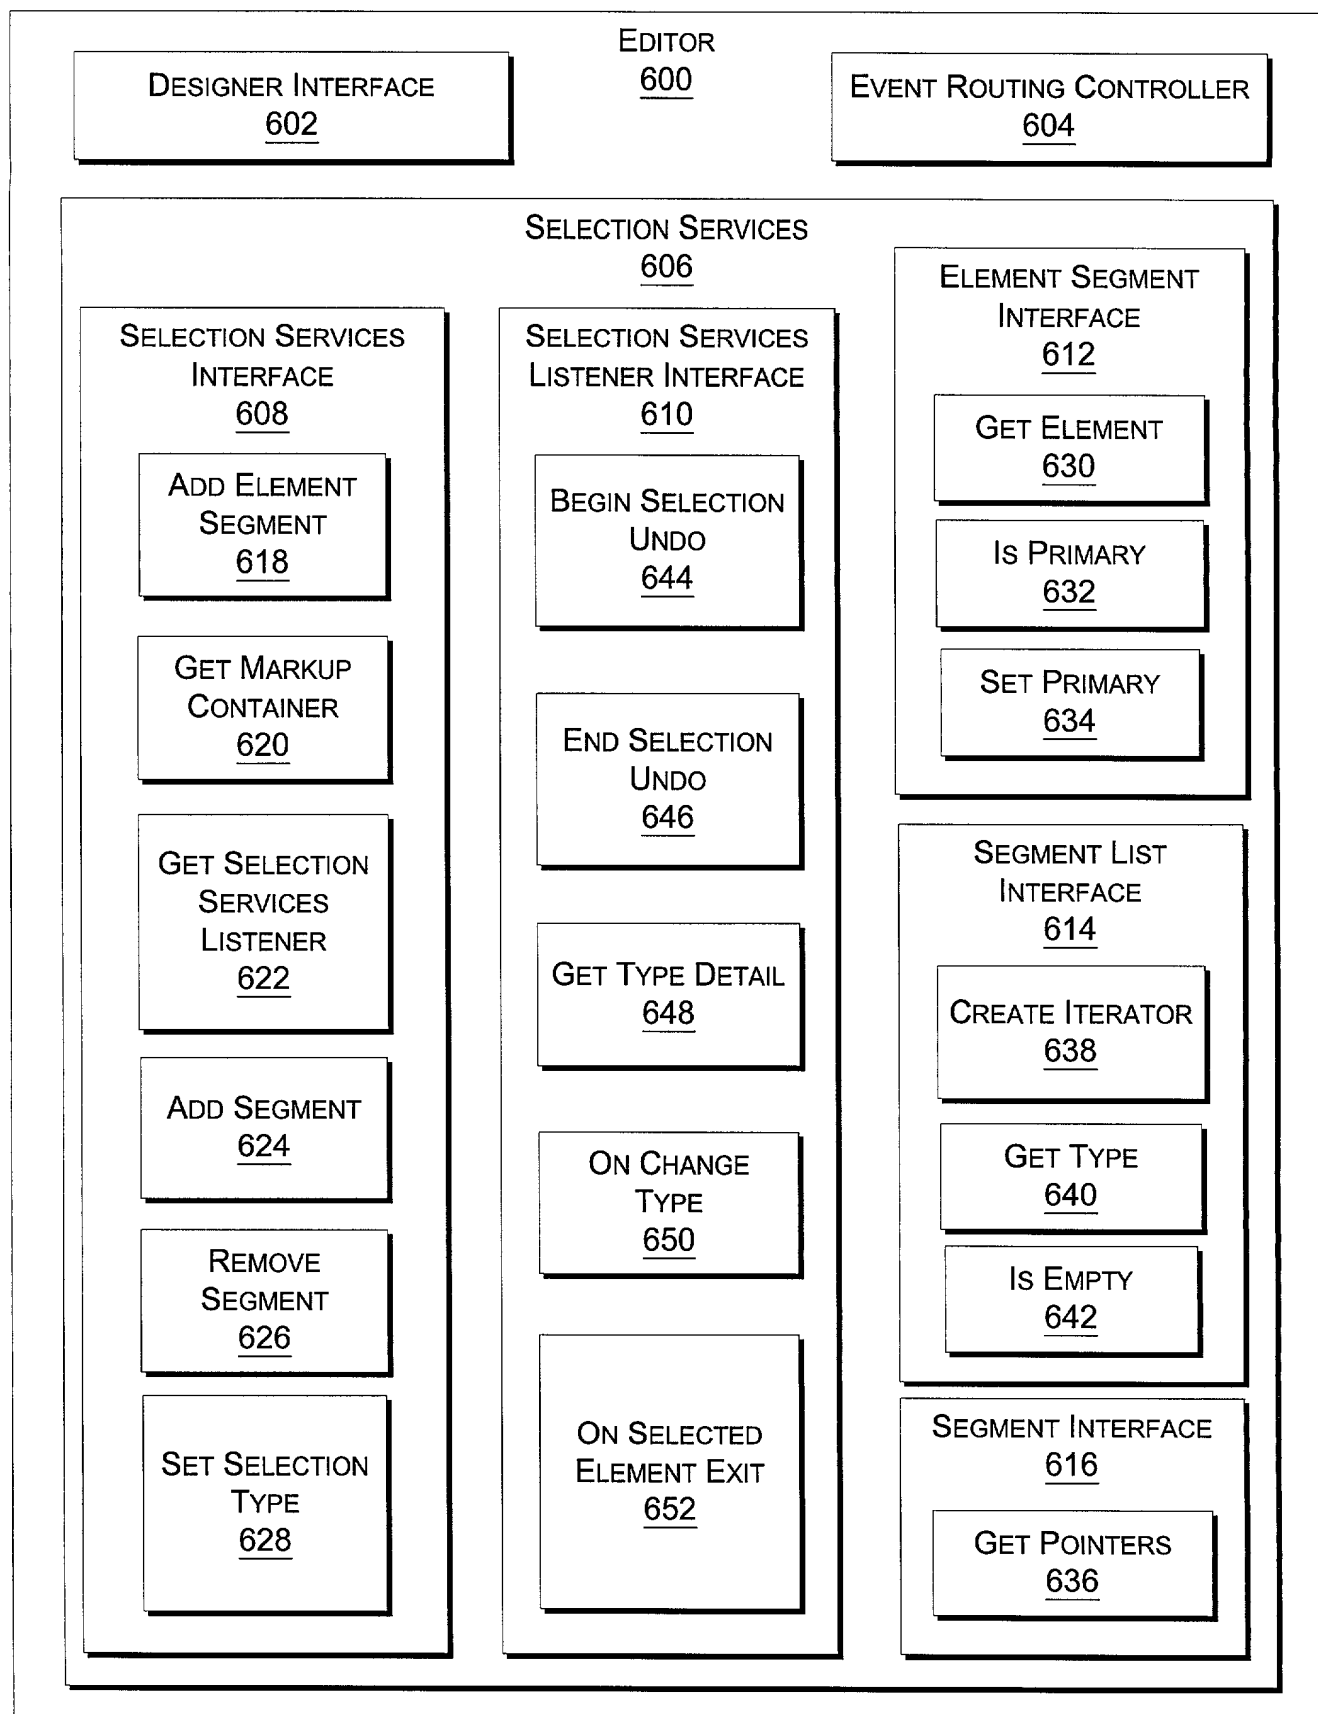 EDITOR
600
DESIGNER INTERFACE
602
EVENT ROUTING CONTROLLER
604
SELECTION SERVICES
606
SELECTION SERVICES
INTERFACE
608
ADD ELEMENT
SEGMENT
618
GET MARKUP
CONTAINER
620
GET SELECTION
SERVICES
LISTENER
622
ADD SEGMENT
624
REMOVE
SEGMENT
626
SET SELECTION
TYPE
628
SELECTION SERVICES
LISTENER INTERFACE
610
BEGIN SELECTION
UNDO
644
END SELECTION
UNDO
646
GET TYPE DETAIL
648
ON CHANGE
TYPE
650
ON SELECTED
ELEMENT EXIT
652
ELEMENT SEGMENT
INTERFACE
612
GET ELEMENT
630
IS PRIMARY
632
SET PRIMARY
634
SEGMENT LIST
INTERFACE
614
CREATE ITERATOR
638
GET TYPE
640
IS EMPTY
642
SEGMENT INTERFACE
616
GET POINTERS
636